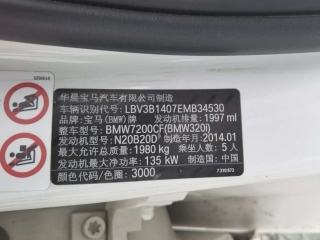 华晨宝马汽车有限公司制造
车辆识别代号: LBV3B1407EMB34530
品牌: 宝马(BMW)牌 发动机排量: 1997 ml
整车型号: BMW7200CF(BMW320i)
发动机型号: N20B20D 制造年月: 2014.01
最大允许总质量: 1980 kg 乘坐人数: 5 人
发动机最大净功率: 135 kW 制造国: 中国
颜色代码/色圈: 3000
7 310 672